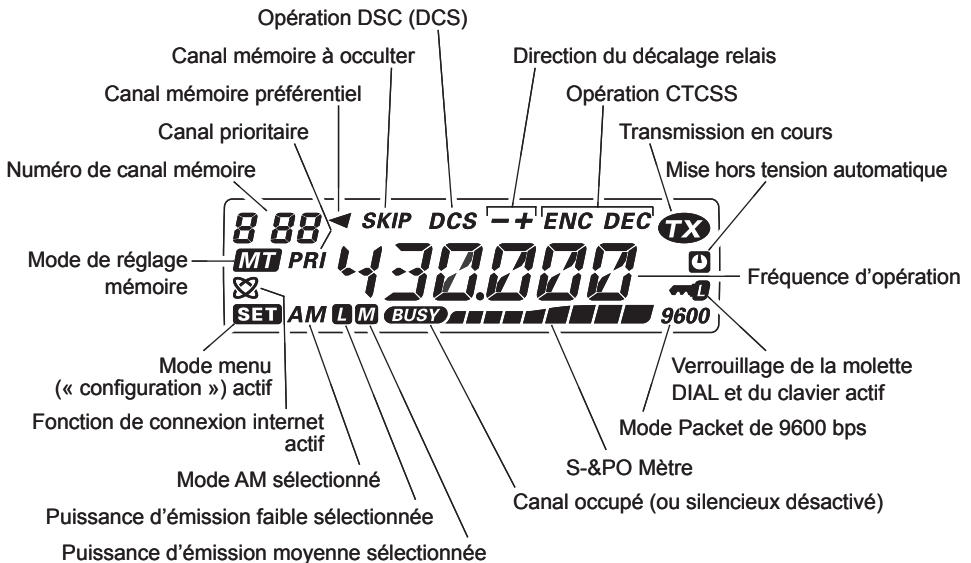 Opération DSC (DCS)
Canal mémoire à occulter
Direction du décalage relais
Canal mémoire préférentiel
Opération CTCSS
Canal prioritaire
Transmission en cours
Numéro de canal mémoire
Mise hors tension automatique
8 88 SKIP DCS -+ ENC DEC TX
MT PRI 430.000
Mode de réglage
mémoire
Fréquence d’opération
SET AM L M BUSY 9600
L
Mode menu
(« configuration ») actif
Verrouillage de la molette
DIAL et du clavier actif
Fonction de connexion internet
actif
Mode Packet de 9600 bps
S-&PO Mètre
Mode AM sélectionné
Canal occupé (ou silencieux désactivé)
Puissance d’émission faible sélectionnée
Puissance d’émission moyenne sélectionnée